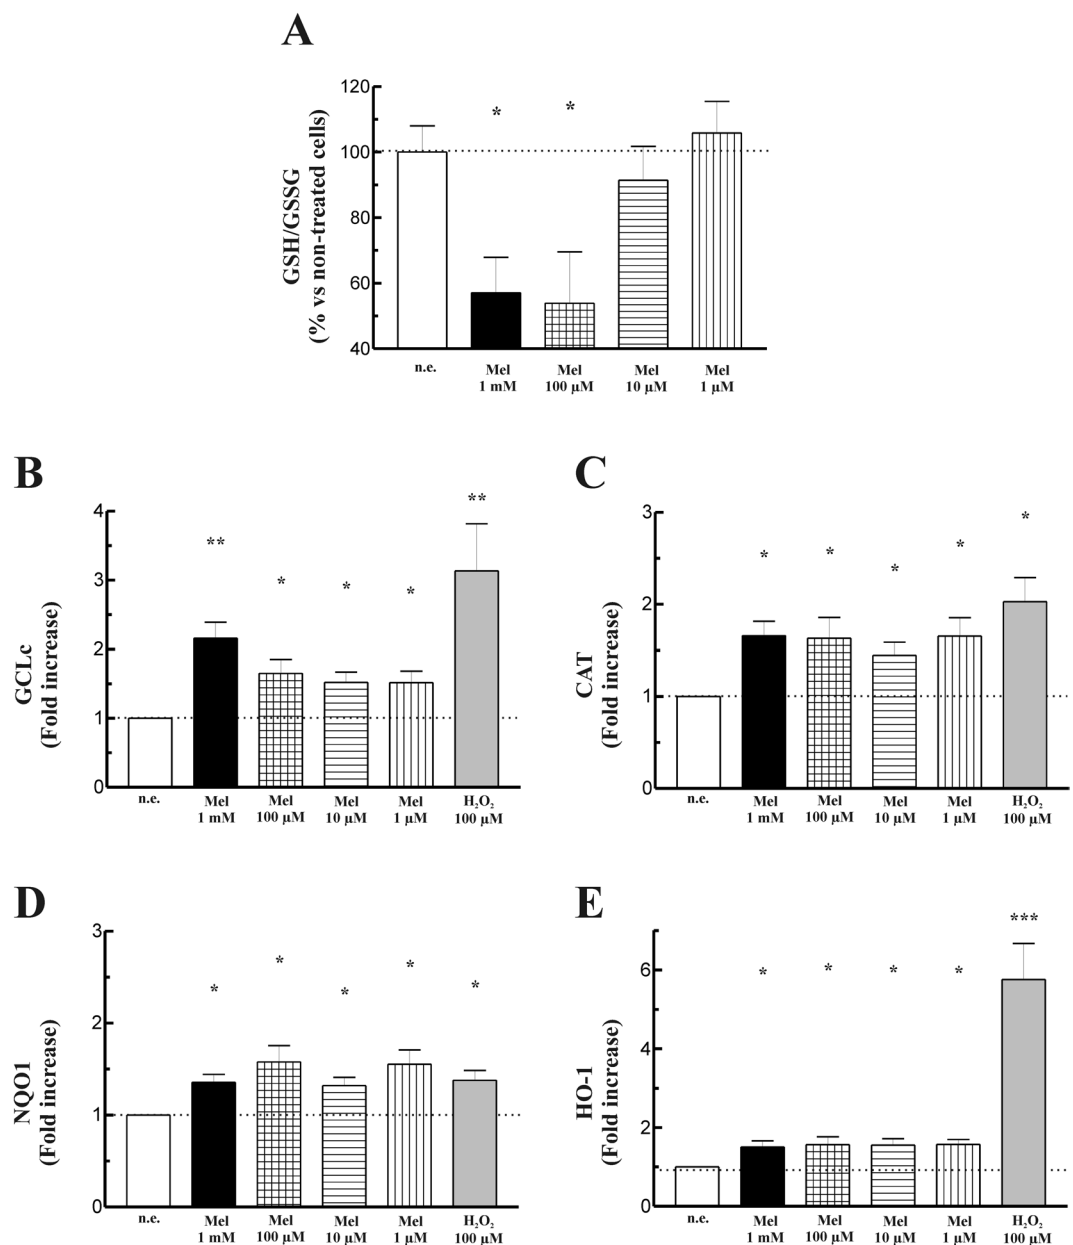 A
GSH/GSSG
(% vs non-treated cells)
120
100
80
60
40
*
*
n.e.
Mel
1 mM
Mel
100 µM
Mel
10 µM
Mel
1 µM
B
GCLc
(Fold increase)
4
3
2
1
0
**
*
*
*
**
n.e.
Mel
1 mM
Mel
100 µM
Mel
10 µM
Mel
1 µM
H₂O₂
100 µM
C
CAT
(Fold increase)
3
2
1
0
*
*
*
*
*
n.e.
Mel
1 mM
Mel
100 µM
Mel
10 µM
Mel
1 µM
H₂O₂
100 µM
D
NQO1
(Fold increase)
3
2
1
0
*
*
*
*
*
n.e.
Mel
1 mM
Mel
100 µM
Mel
10 µM
Mel
1 µM
H₂O₂
100 µM
E
HO-1
(Fold increase)
6
4
2
0
*
*
*
*
***
n.e.
Mel
1 mM
Mel
100 µM
Mel
10 µM
Mel
1 µM
H₂O₂
100 µM